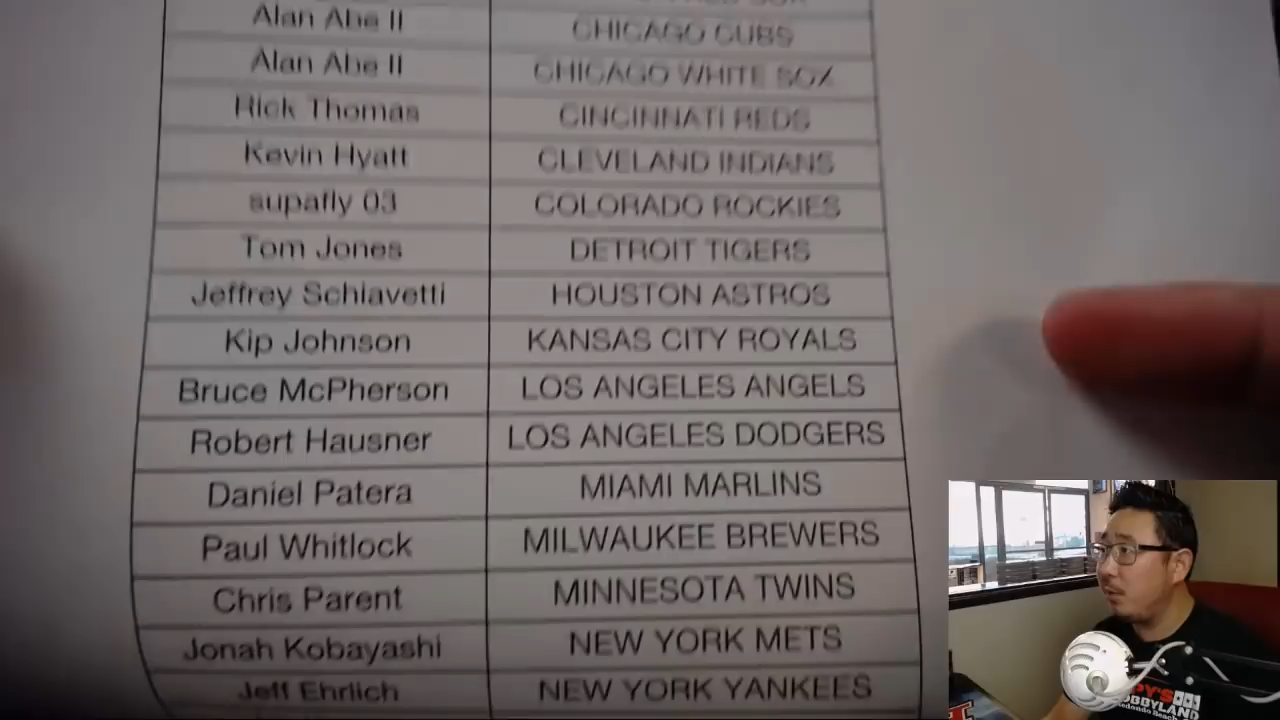 Alan Abe II CHICAGO CUBS
Alan Abe II CHICAGO WHITE SOX
Rick Thomas CINCINNATI REDS
Kevin Hyatt CLEVELAND INDIANS
supafly 03 COLORADO ROCKIES
Tom Jones DETROIT TIGERS
Jeffrey Schiavetti HOUSTON ASTROS
Kip Johnson KANSAS CITY ROYALS
Bruce McPherson LOS ANGELES ANGELS
Robert Hausner LOS ANGELES DODGERS
Daniel Patera MIAMI MARLINS
Paul Whitlock MILWAUKEE BREWERS
Chris Parent MINNESOTA TWINS
Jonah Kobayashi NEW YORK METS
Jeff Ehrlich NEW YORK YANKEES